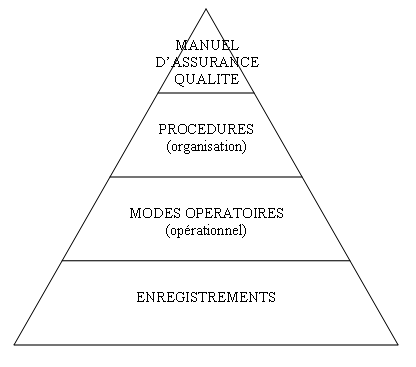 MANUEL
D'ASSURANCE
QUALITE
PROCEDURES
(organisation)
MODES OPERATOIRES
(opérationnel)
ENREGISTREMENTS